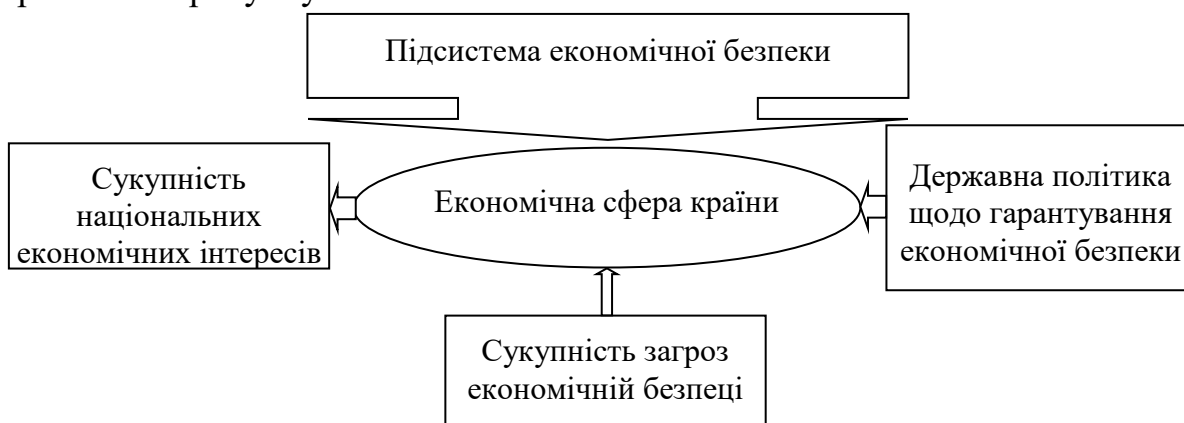 Підсистема економічної безпеки
Сукупність
національних
економічних інтересів
Економічна сфера країни
Державна політика
щодо гарантування
економічної безпеки
Сукупність загроз
економічній безпеці